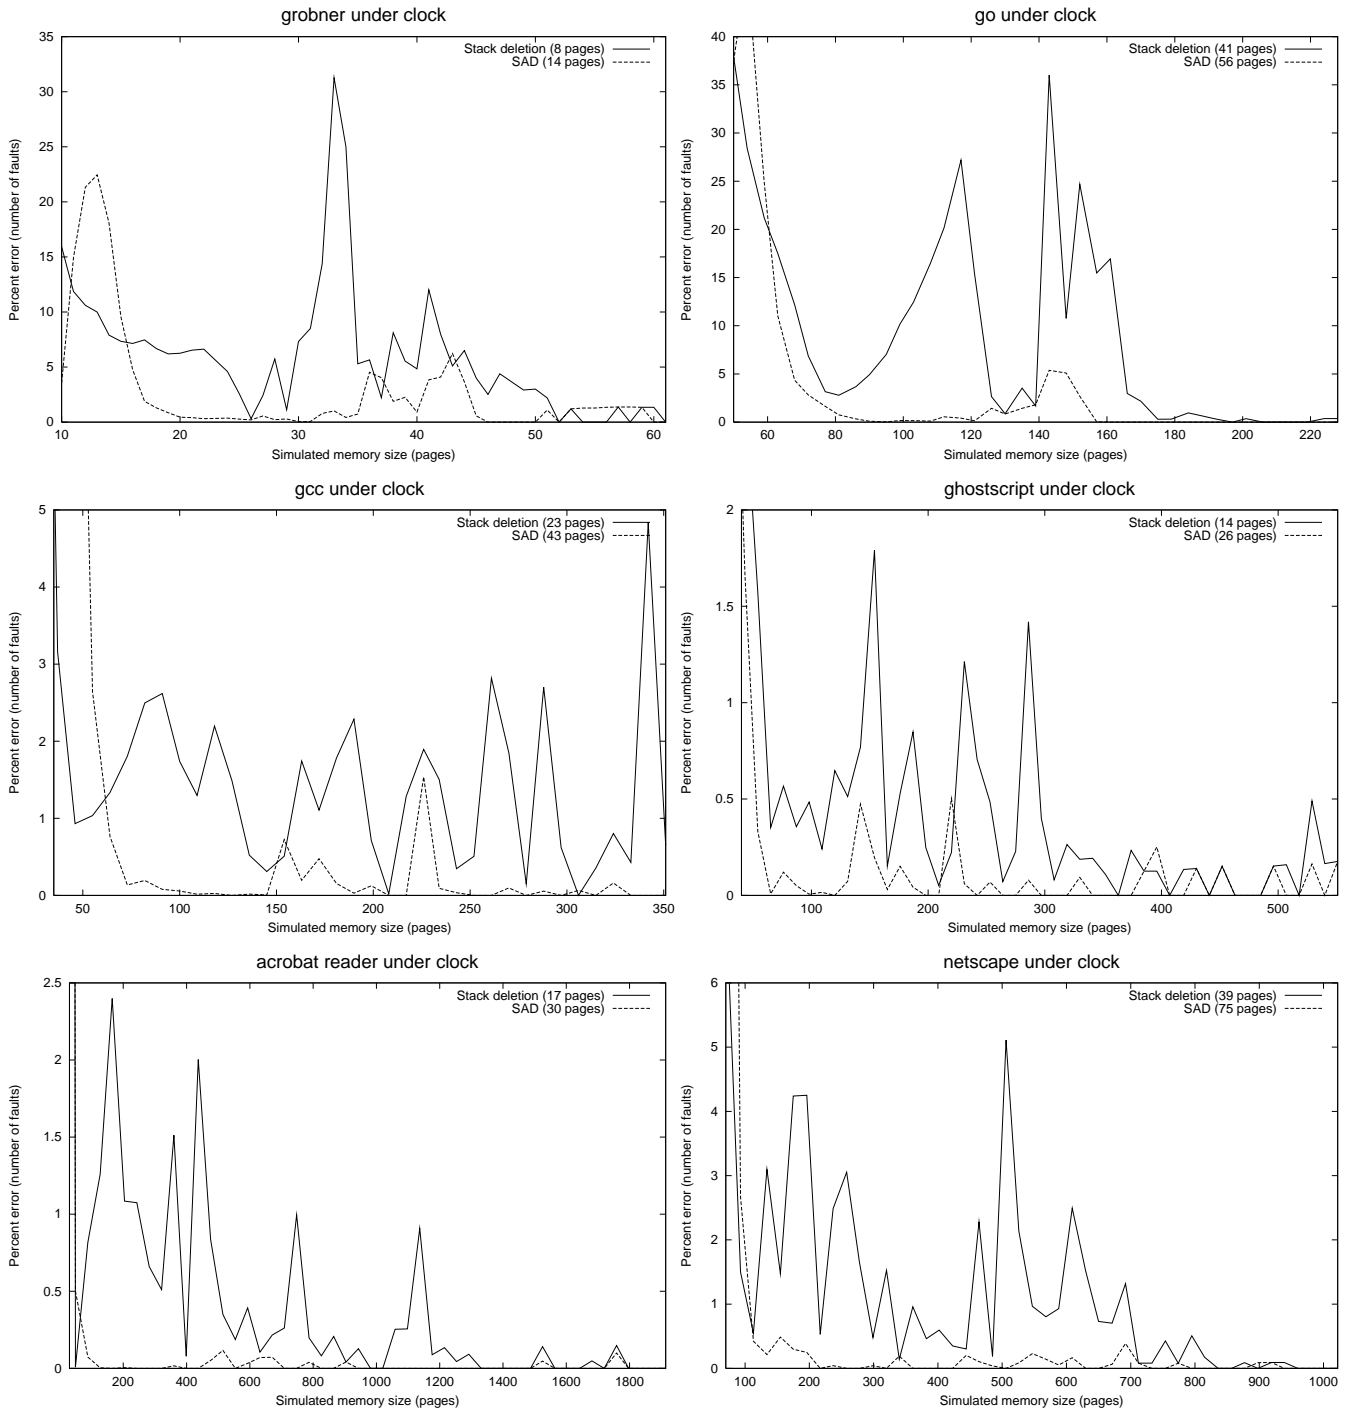 grobner under clock
35
30
25
20
15
10
5
0
Percent error (number of faults)
Stack deletion (8 pages)
SAD (14 pages)
10 20 30 40 50 60
Simulated memory size (pages)
go under clock
40
35
30
25
20
15
10
5
0
Percent error (number of faults)
Stack deletion (41 pages)
SAD (56 pages)
60 80 100 120 140 160 180 200 220
Simulated memory size (pages)
gcc under clock
5
4
3
2
1
0
Percent error (number of faults)
Stack deletion (23 pages)
SAD (43 pages)
50 100 150 200 250 300 350
Simulated memory size (pages)
ghostscript under clock
2
1.5
1
0.5
0
Percent error (number of faults)
Stack deletion (14 pages)
SAD (26 pages)
100 200 300 400 500
Simulated memory size (pages)
acrobat reader under clock
2.5
2
1.5
1
0.5
0
Percent error (number of faults)
Stack deletion (17 pages)
SAD (30 pages)
200 400 600 800 1000 1200 1400 1600 1800
Simulated memory size (pages)
netscape under clock
6
5
4
3
2
1
0
Percent error (number of faults)
Stack deletion (39 pages)
SAD (75 pages)
100 200 300 400 500 600 700 800 900 1000
Simulated memory size (pages)